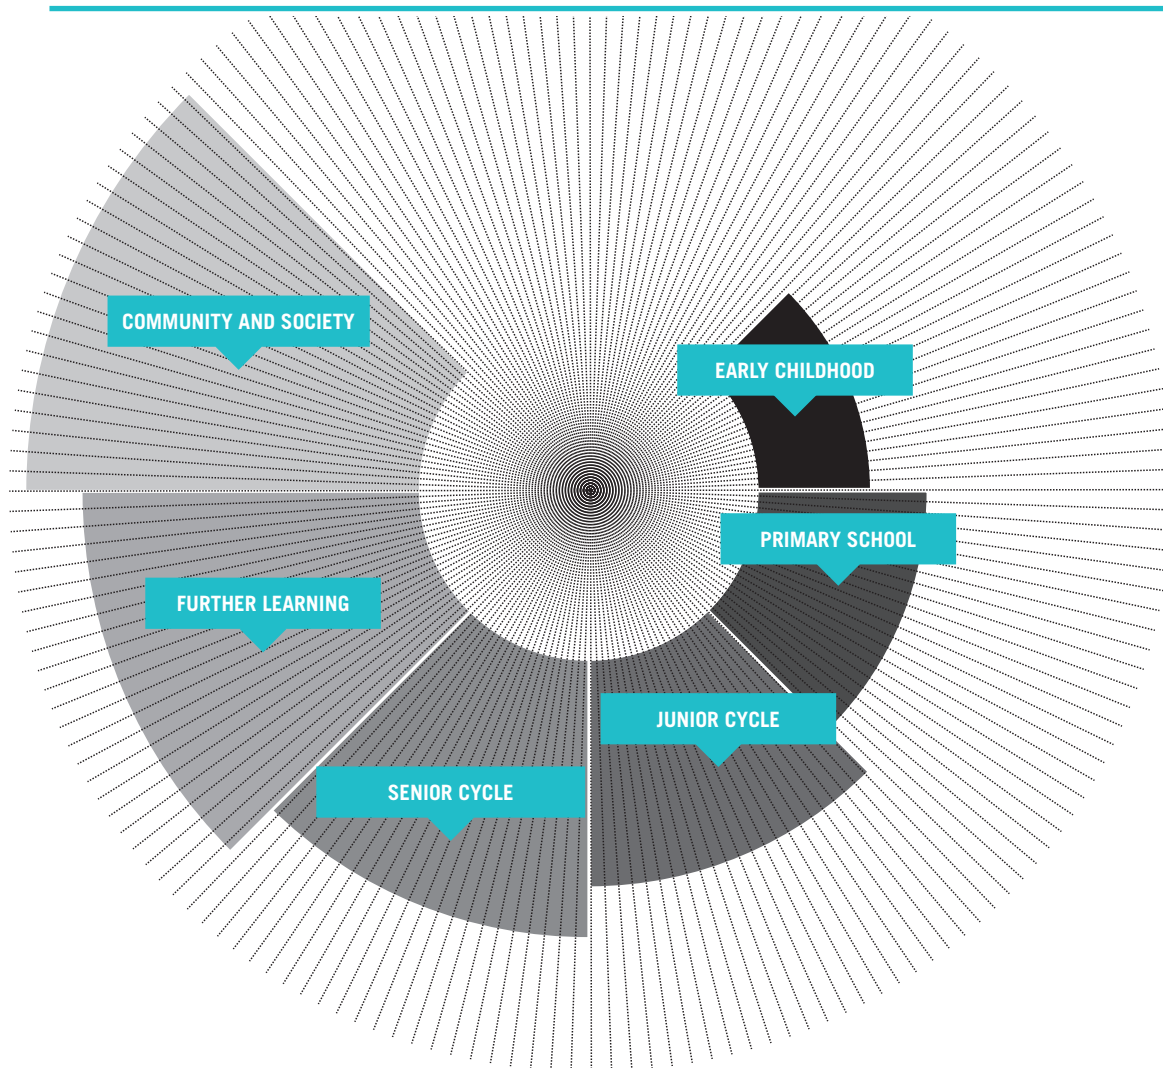 COMMUNITY AND SOCIETY
EARLY CHILDHOOD
PRIMARY SCHOOL
FURTHER LEARNING
JUNIOR CYCLE
SENIOR CYCLE